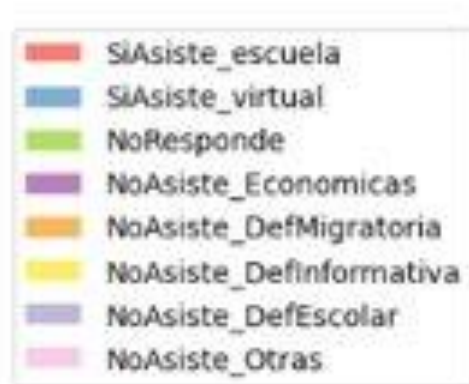 SiAsiste_escuela
SiAsiste_virtual
NoResponde
NoAsiste_Economicas
NoAsiste_DefMigratoria
NoAsiste_DefInformativa
NoAsiste_DefEscolar
NoAsiste_Otras